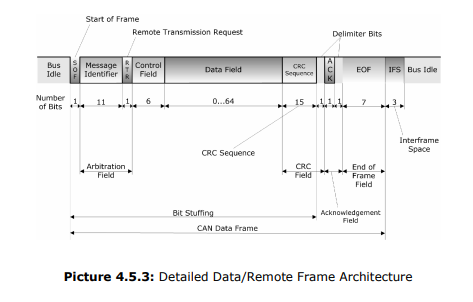 Start of Frame
Remote Transmission Request
Delimiter Bits
Bus Idle
SOF
Message Identifier
RTR
Control Field
Data Field
CRC Sequence
ACK
EOF
IFS
Bus Idle
Number of Bits
1
11
1
6
0...64
15
1
1
1
7
3
CRC Sequence
Interframe Space
Arbitration Field
CRC Field
End of Frame Field
Acknowledgement Field
Bit Stuffing
CAN Data Frame
Picture 4.5.3: Detailed Data/Remote Frame Architecture